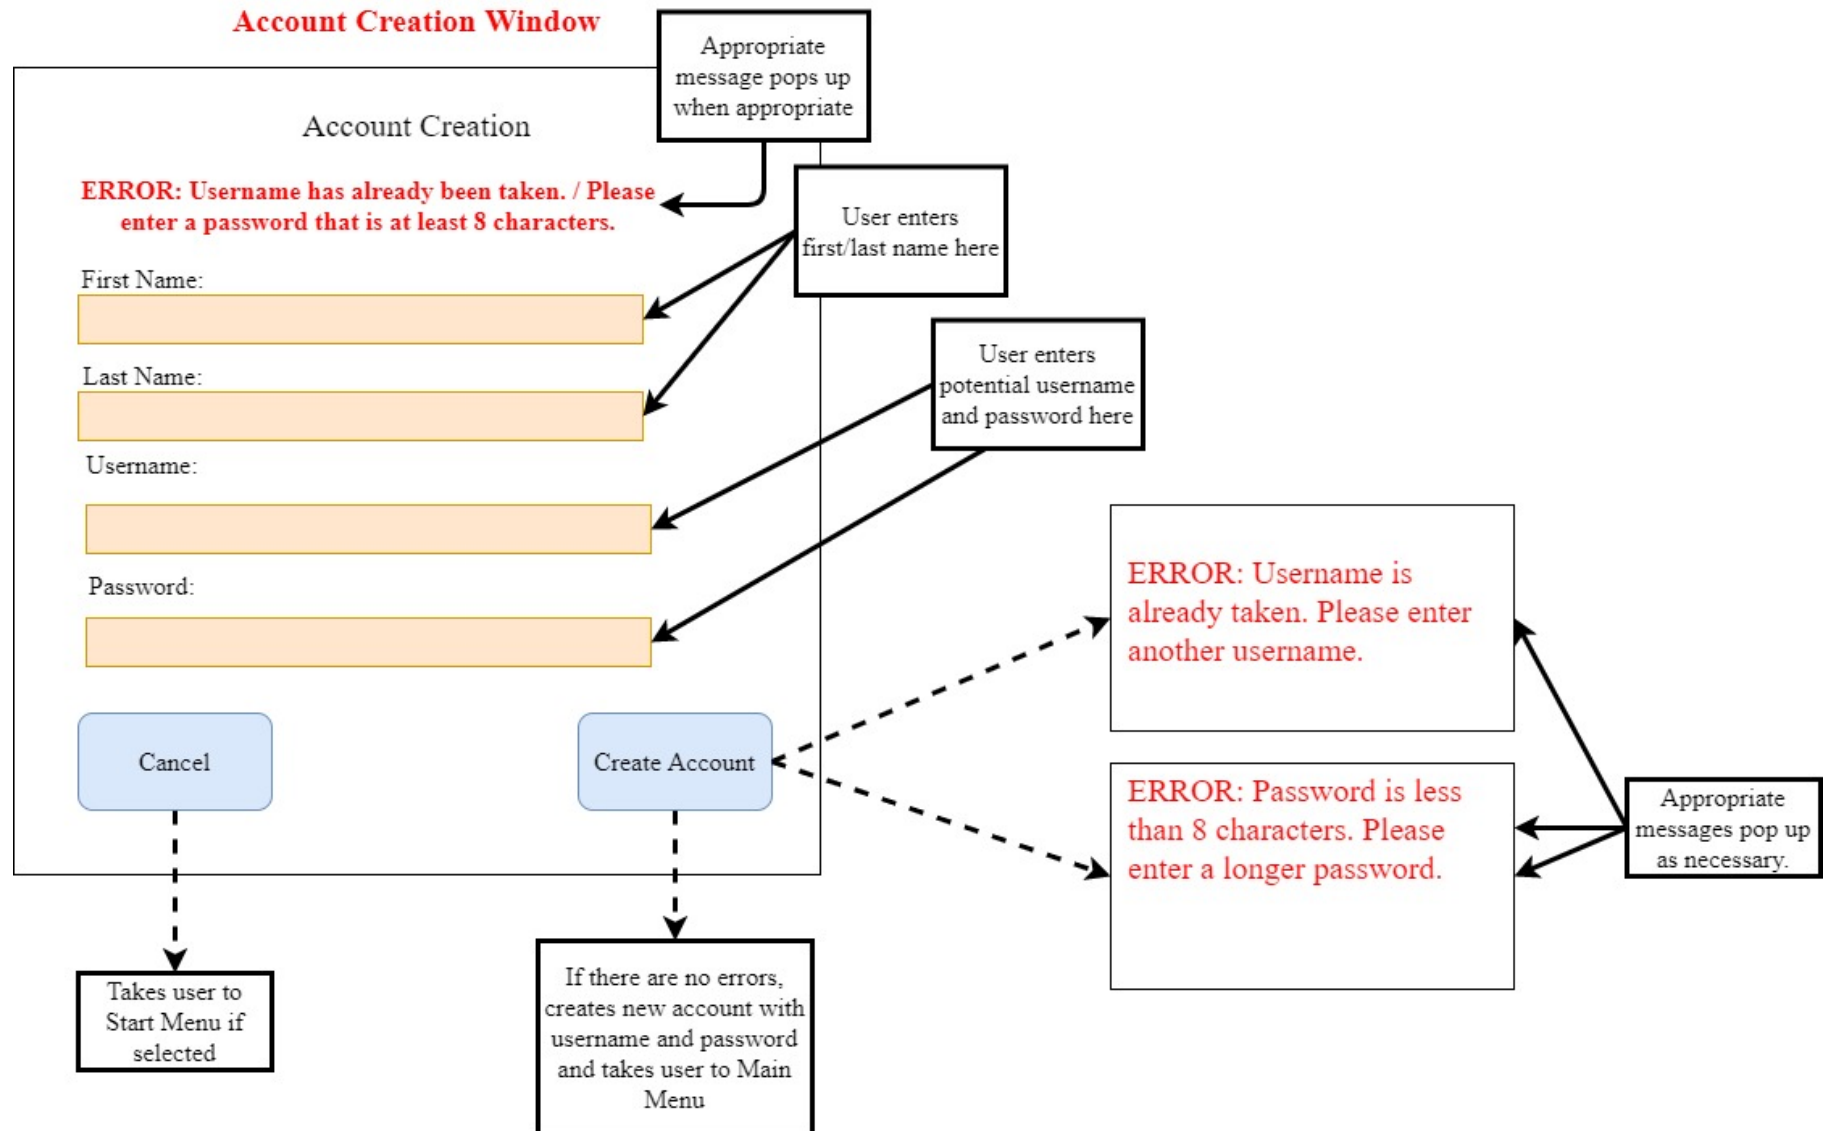 Account Creation Window
Appropriate
message pops up
when appropriate
Account Creation
ERROR: Username has already been taken. / Please
enter a password that is at least 8 characters.
User enters
first/last name here
First Name:
Last Name:
User enters
potential username
and password here
Username:
Password:
ERROR: Username is
already taken. Please enter
another username.
Cancel
Create Account
ERROR: Password is less
than 8 characters. Please
enter a longer password.
Appropriate
messages pop up
as necessary.
Takes user to
Start Menu if
selected
If there are no errors,
creates new account with
username and password
and takes user to Main
Menu